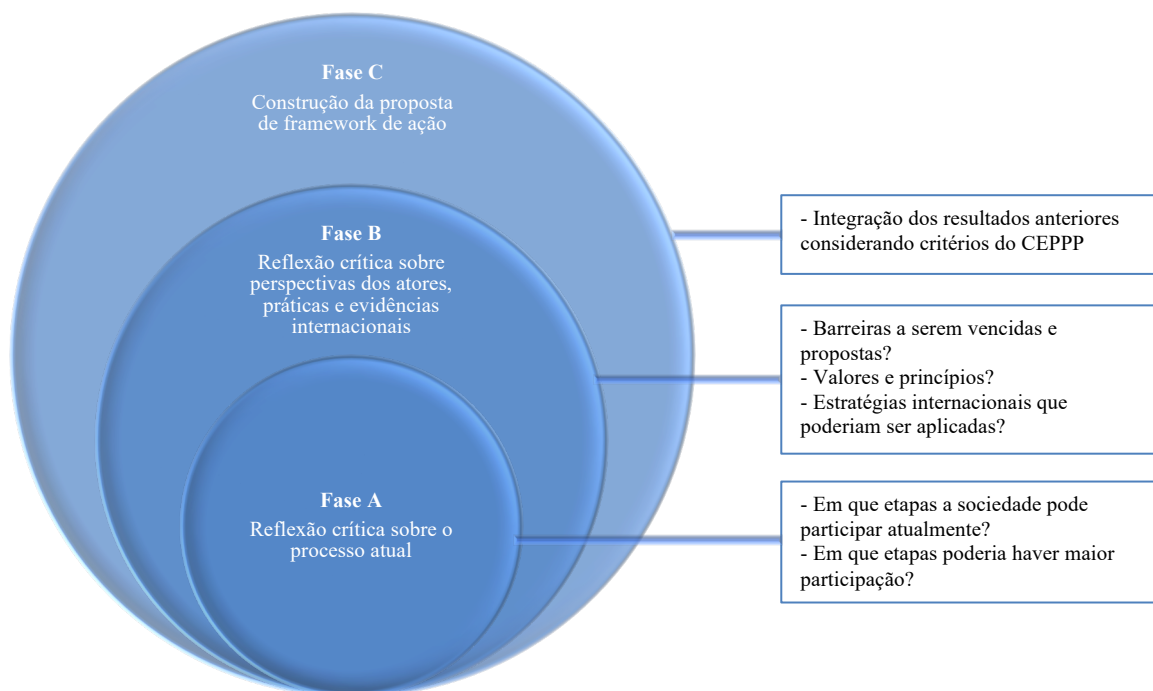 Fase C
Construção da proposta
de framework de ação
- Integração dos resultados anteriores
considerando critérios do CEPPP
Fase B
Reflexão crítica sobre
perspectivas dos atores,
práticas e evidências
internacionais
- Barreiras a serem vencidas e
propostas?
- Valores e princípios?
- Estratégias internacionais que
poderiam ser aplicadas?
Fase A
Reflexão crítica sobre o
processo atual
- Em que etapas a sociedade pode
participar atualmente?
- Em que etapas poderia haver maior
participação?